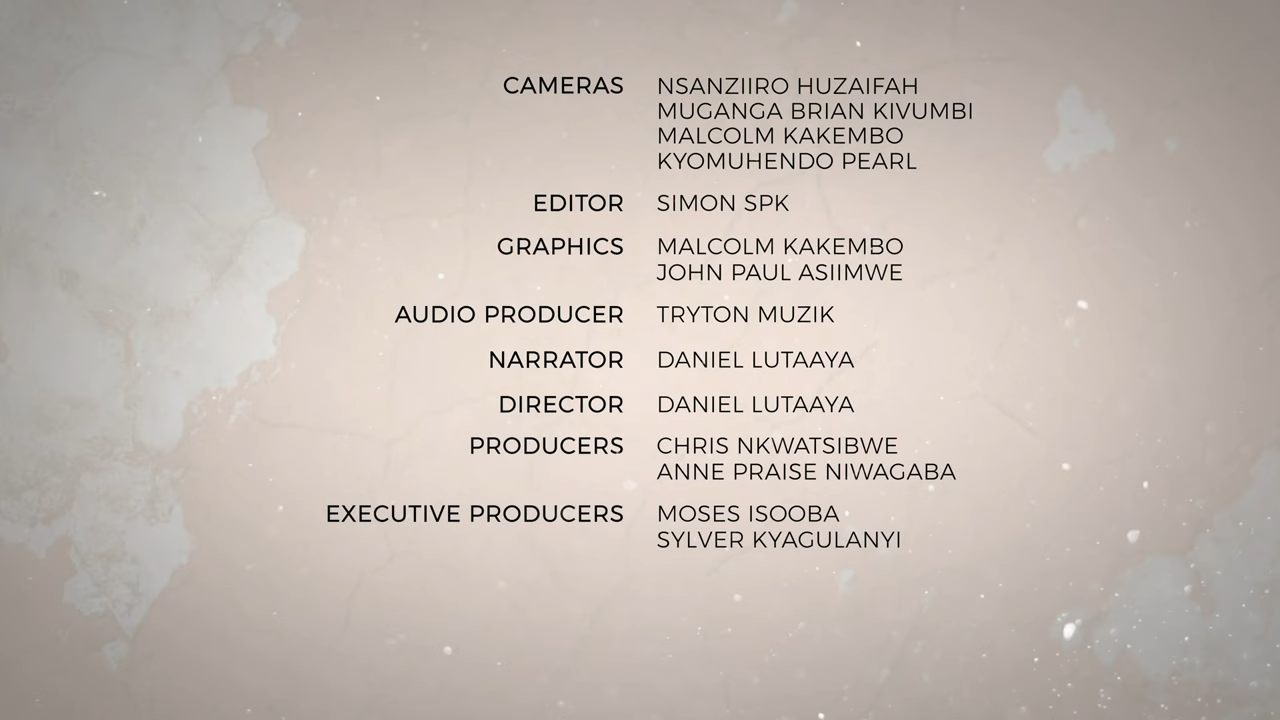 CAMERAS NSANZIIRO HUZAIFAH
MUGANGA BRIAN KIVUMBI
MALCOLM KAKEMBO
KYOMUHENDO PEARL
EDITOR SIMON SPK
GRAPHICS MALCOLM KAKEMBO
JOHN PAUL ASIIMWE
AUDIO PRODUCER TRYTON MUZIK
NARRATOR DANIEL LUTAAYA
DIRECTOR DANIEL LUTAAYA
PRODUCERS CHRIS NKWATSIBWE
ANNE PRAISE NIWAGABA
EXECUTIVE PRODUCERS MOSES ISOOBA
SYLVER KYAGULANYI